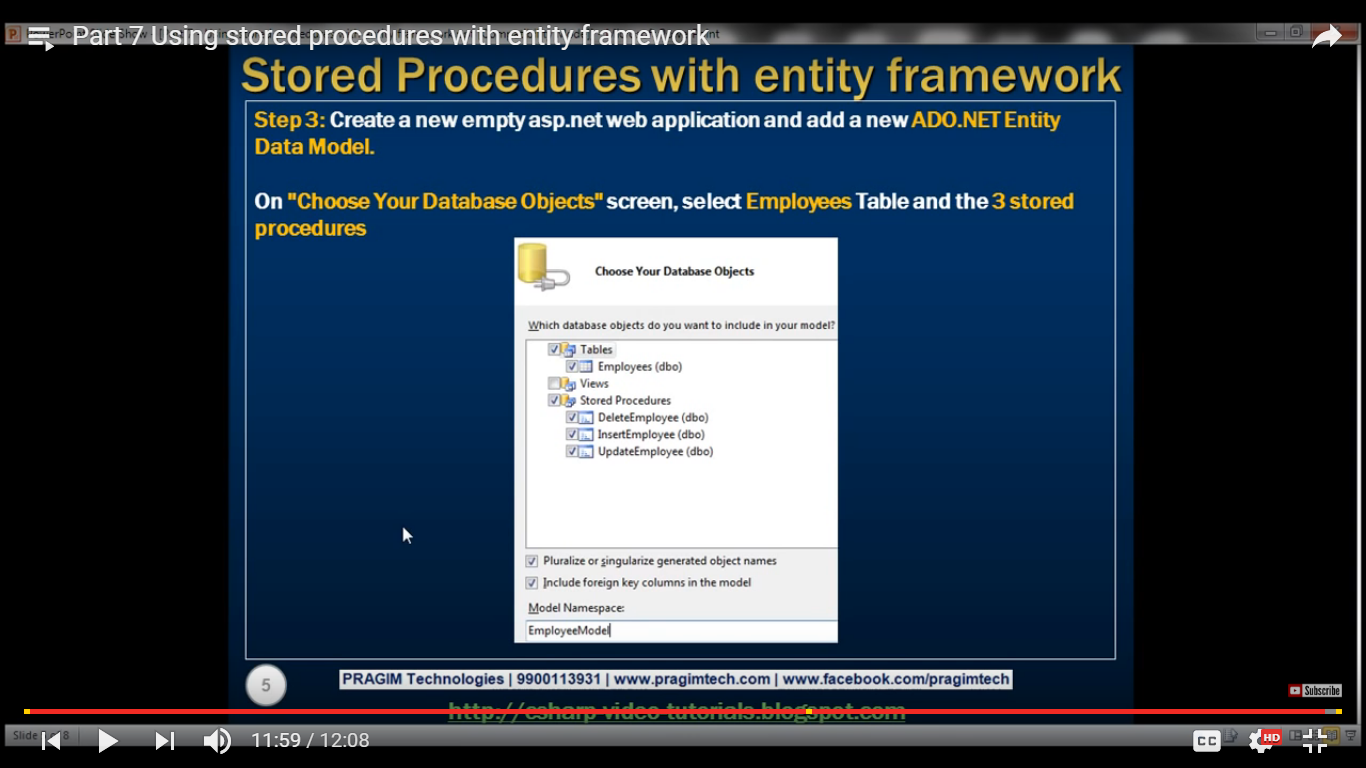 Part 7 Using stored procedures with entity framework
Stored Procedures with entity framework
Step 3: Create a new empty asp.net web application and add a new ADO.NET Entity
Data Model.
On "Choose Your Database Objects" screen, select Employees Table and the 3 stored
procedures
Choose Your Database Objects
Which database objects do you want to include in your model?
Tables
Employees (dbo)
Views
Stored Procedures
DeleteEmployee (dbo)
InsertEmployee (dbo)
UpdateEmployee (dbo)
Pluralize or singularize generated object names
Include foreign key columns in the model
Model Namespace:
EmployeeModel
5
PRAGIM Technologies | 9900113931 | www.pragimtech.com | www.facebook.com/pragimtech
Subscribe
http://csharp-video-tutorials.blogspot.com
Slide 8
11:59 / 12:08
CC
HD